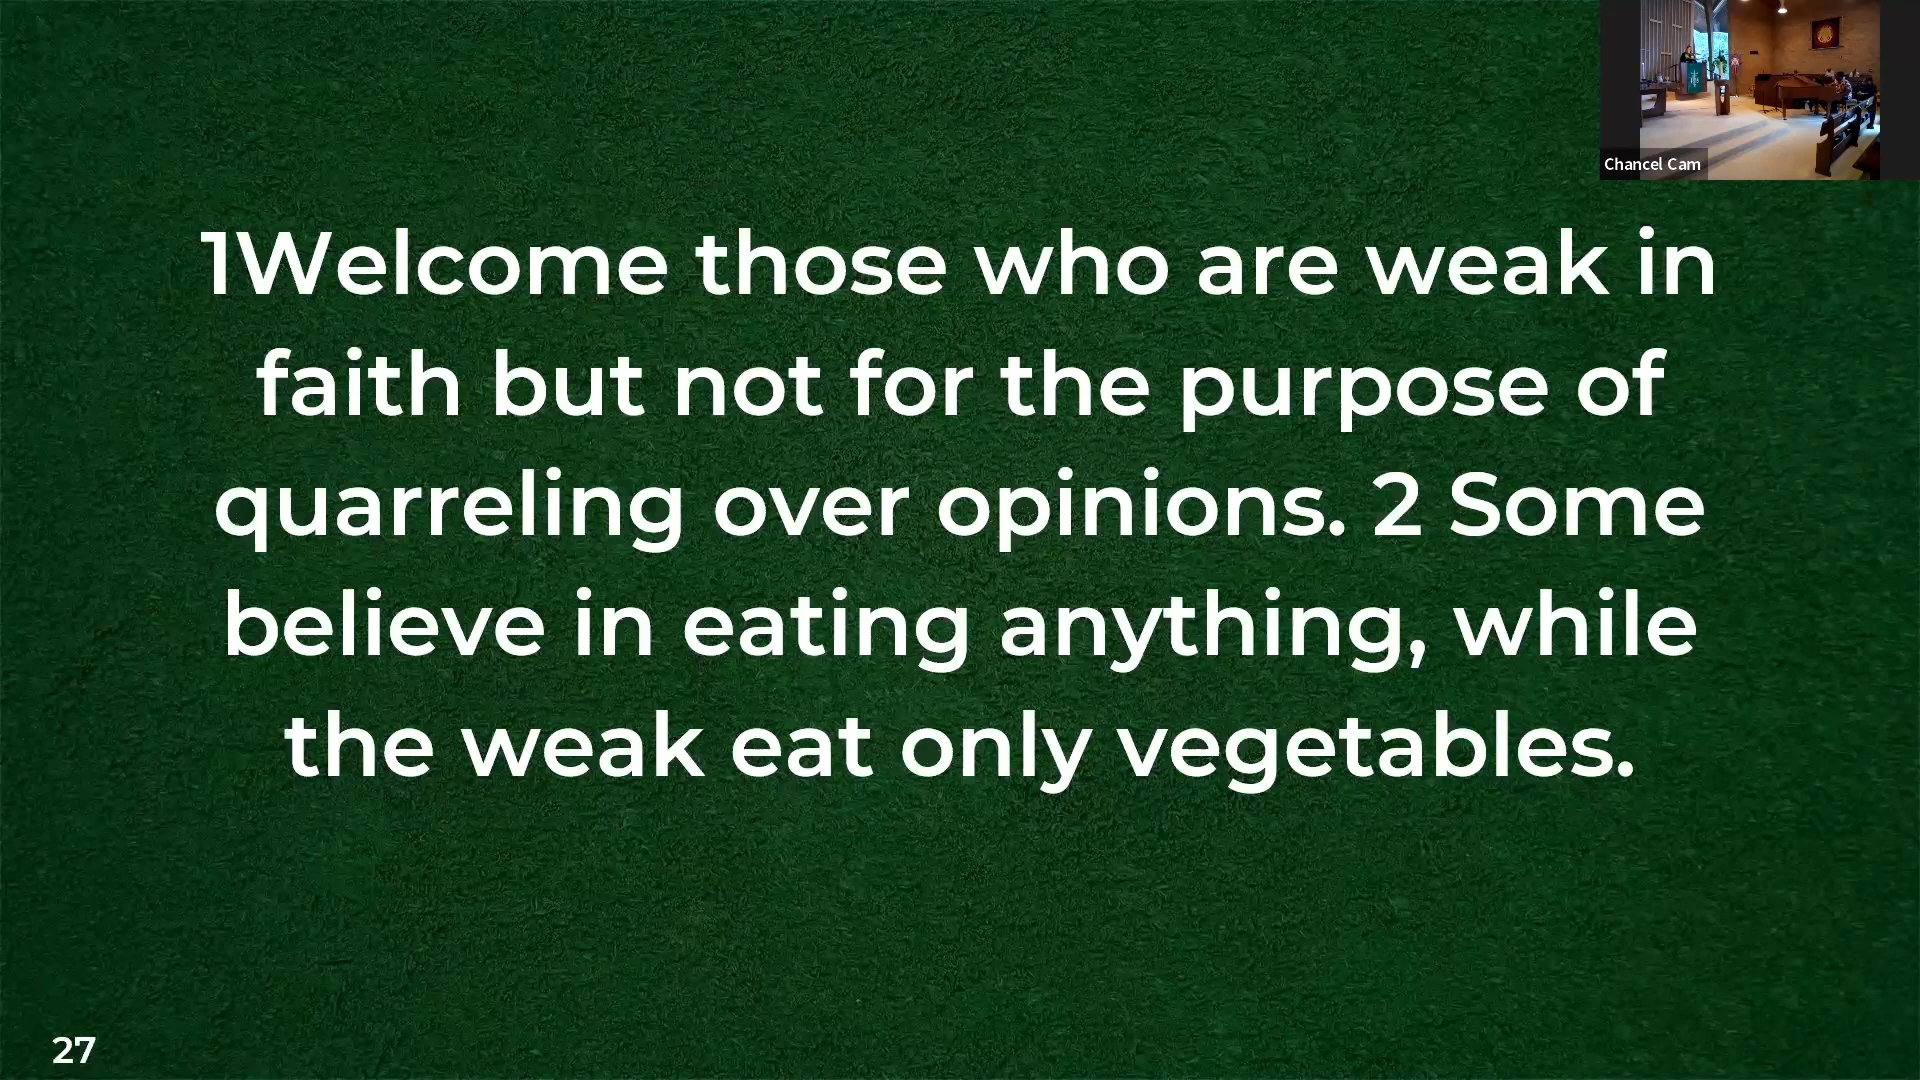 Chancel Cam
1Welcome those who are weak in
faith but not for the purpose of
quarreling over opinions. 2 Some
believe in eating anything, while
the weak eat only vegetables.
27